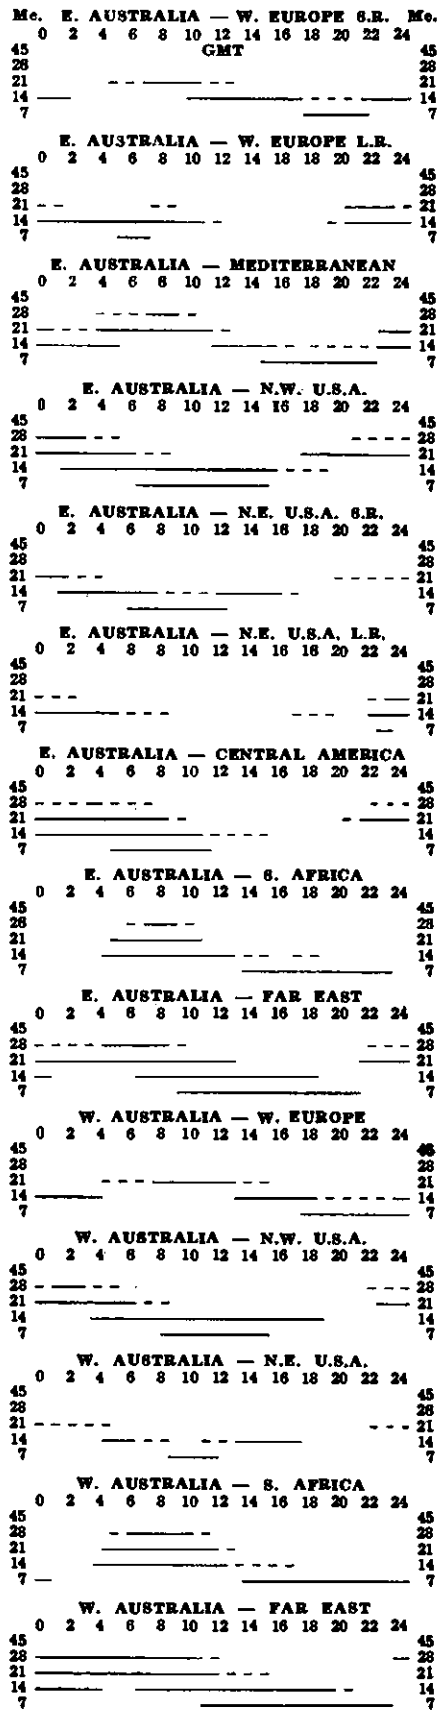 Mc. E. AUSTRALIA — W. EUROPE S.R. Mc.
0 2 4 6 8 10 12 14 16 18 20 22 24
45 GMT 45
28 28
21 21
14 14
7 7
E. AUSTRALIA — W. EUROPE L.R.
0 2 4 6 8 10 12 14 16 18 20 22 24
45 45
28 28
21 21
14 14
7 7
E. AUSTRALIA — MEDITERRANEAN
0 2 4 6 8 10 12 14 16 18 20 22 24
45 45
28 28
21 21
14 14
7 7
E. AUSTRALIA — N.W. U.S.A.
0 2 4 6 8 10 12 14 16 18 20 22 24
45 45
28 28
21 21
14 14
7 7
E. AUSTRALIA — N.E. U.S.A. S.R.
0 2 4 6 8 10 12 14 16 18 20 22 24
45 45
28 28
21 21
14 14
7 7
E. AUSTRALIA — N.E. U.S.A. L.R.
0 2 4 6 8 10 12 14 16 18 20 22 24
45 45
28 28
21 21
14 14
7 7
E. AUSTRALIA — CENTRAL AMERICA
0 2 4 6 8 10 12 14 16 18 20 22 24
45 45
28 28
21 21
14 14
7 7
E. AUSTRALIA — S. AFRICA
0 2 4 6 8 10 12 14 16 18 20 22 24
45 45
28 28
21 21
14 14
7 7
E. AUSTRALIA — FAR EAST
0 2 4 6 8 10 12 14 16 18 20 22 24
45 45
28 28
21 21
14 14
7 7
W. AUSTRALIA — W. EUROPE
0 2 4 6 8 10 12 14 16 18 20 22 24
45 45
28 28
21 21
14 14
7 7
W. AUSTRALIA — N.W. U.S.A.
0 2 4 6 8 10 12 14 16 18 20 22 24
45 45
28 28
21 21
14 14
7 7
W. AUSTRALIA — N.E. U.S.A.
0 2 4 6 8 10 12 14 16 18 20 22 24
45 45
28 28
21 21
14 14
7 7
W. AUSTRALIA — S. AFRICA
0 2 4 6 8 10 12 14 16 18 20 22 24
45 45
28 28
21 21
14 14
7 7
W. AUSTRALIA — FAR EAST
0 2 4 6 8 10 12 14 16 18 20 22 24
45 45
28 28
21 21
14 14
7 7